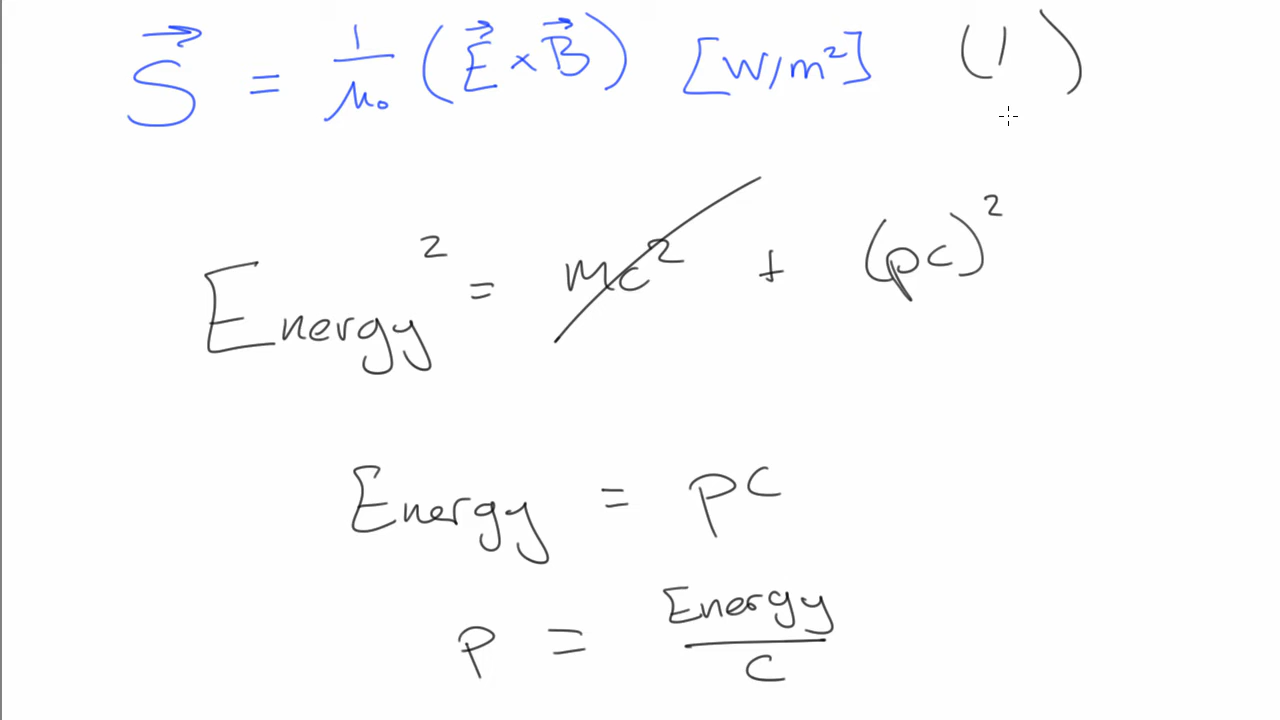 S⃗ = 1/μ₀ (E⃗ × B⃗) [W/m²] (1)
Energy² = mc² + (pc)²
Energy = pc
p = Energy/c